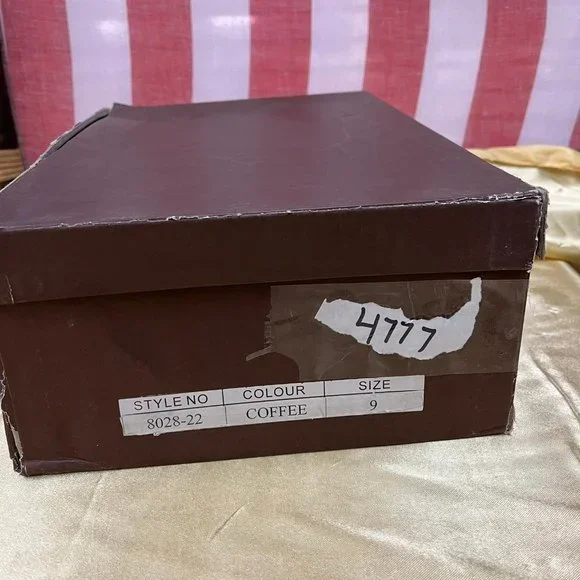 4777
STYLE NO COLOUR SIZE
8028-22 COFFEE 9